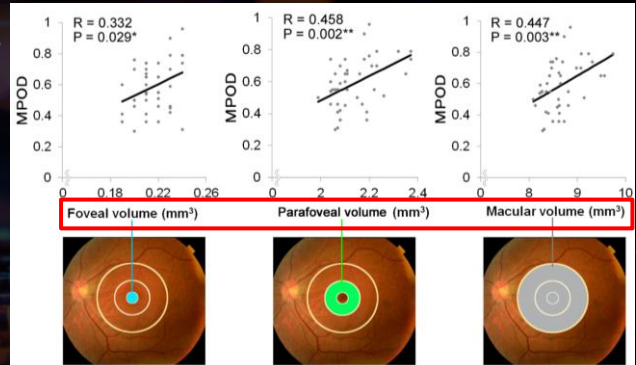 R = 0.332
P = 0.029*
MPOD
1
0.8
0.6
0.4
0.2
0
0
0.18
0.22
0.26
Foveal volume (mm³)
R = 0.458
P = 0.002**
MPOD
1
0.8
0.6
0.4
0.2
0
0
2
2.2
2.4
Parafoveal volume (mm³)
R = 0.447
P = 0.003**
MPOD
1
0.8
0.6
0.4
0.2
0
0
8
9
10
Macular volume (mm³)